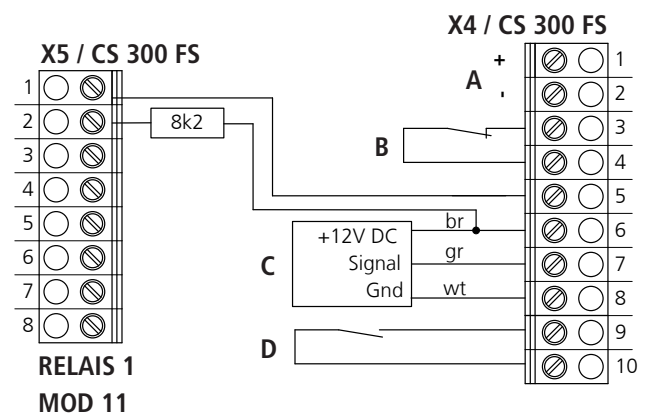 X4 / CS 300 FS
X5 / CS 300 FS
1
2
3
4
5
6
7
8
RELAIS 1
MOD 11
8k2
A
+
-
B
C
+12V DC
Signal
Gnd
br
gr
wt
D
1
2
3
4
5
6
7
8
9
10